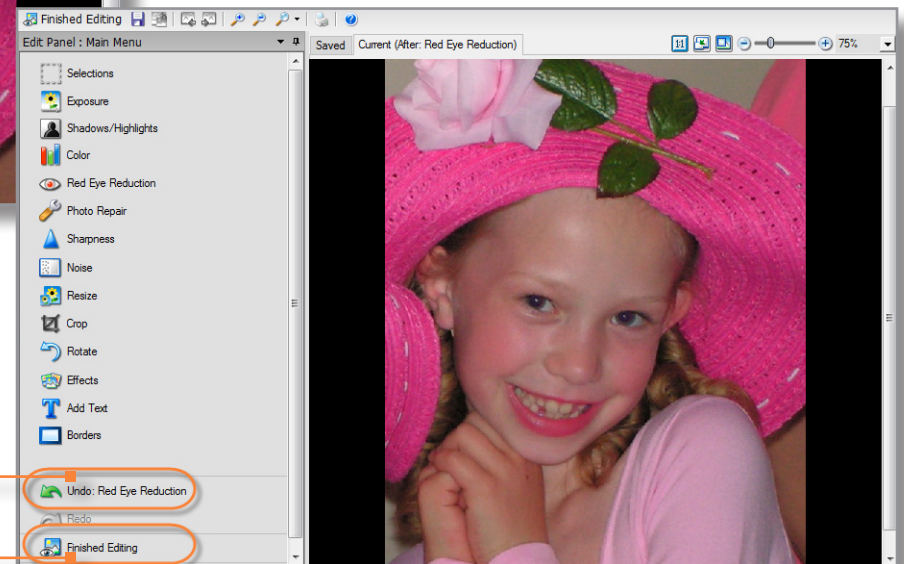 Finished Editing
Edit Panel : Main Menu
Saved Current (After: Red Eye Reduction) 1:1 75%
Selections
Exposure
Shadows/Highlights
Color
Red Eye Reduction
Photo Repair
Sharpness
Noise
Resize
Crop
Rotate
Effects
Add Text
Borders
Undo: Red Eye Reduction
Redo
Finished Editing